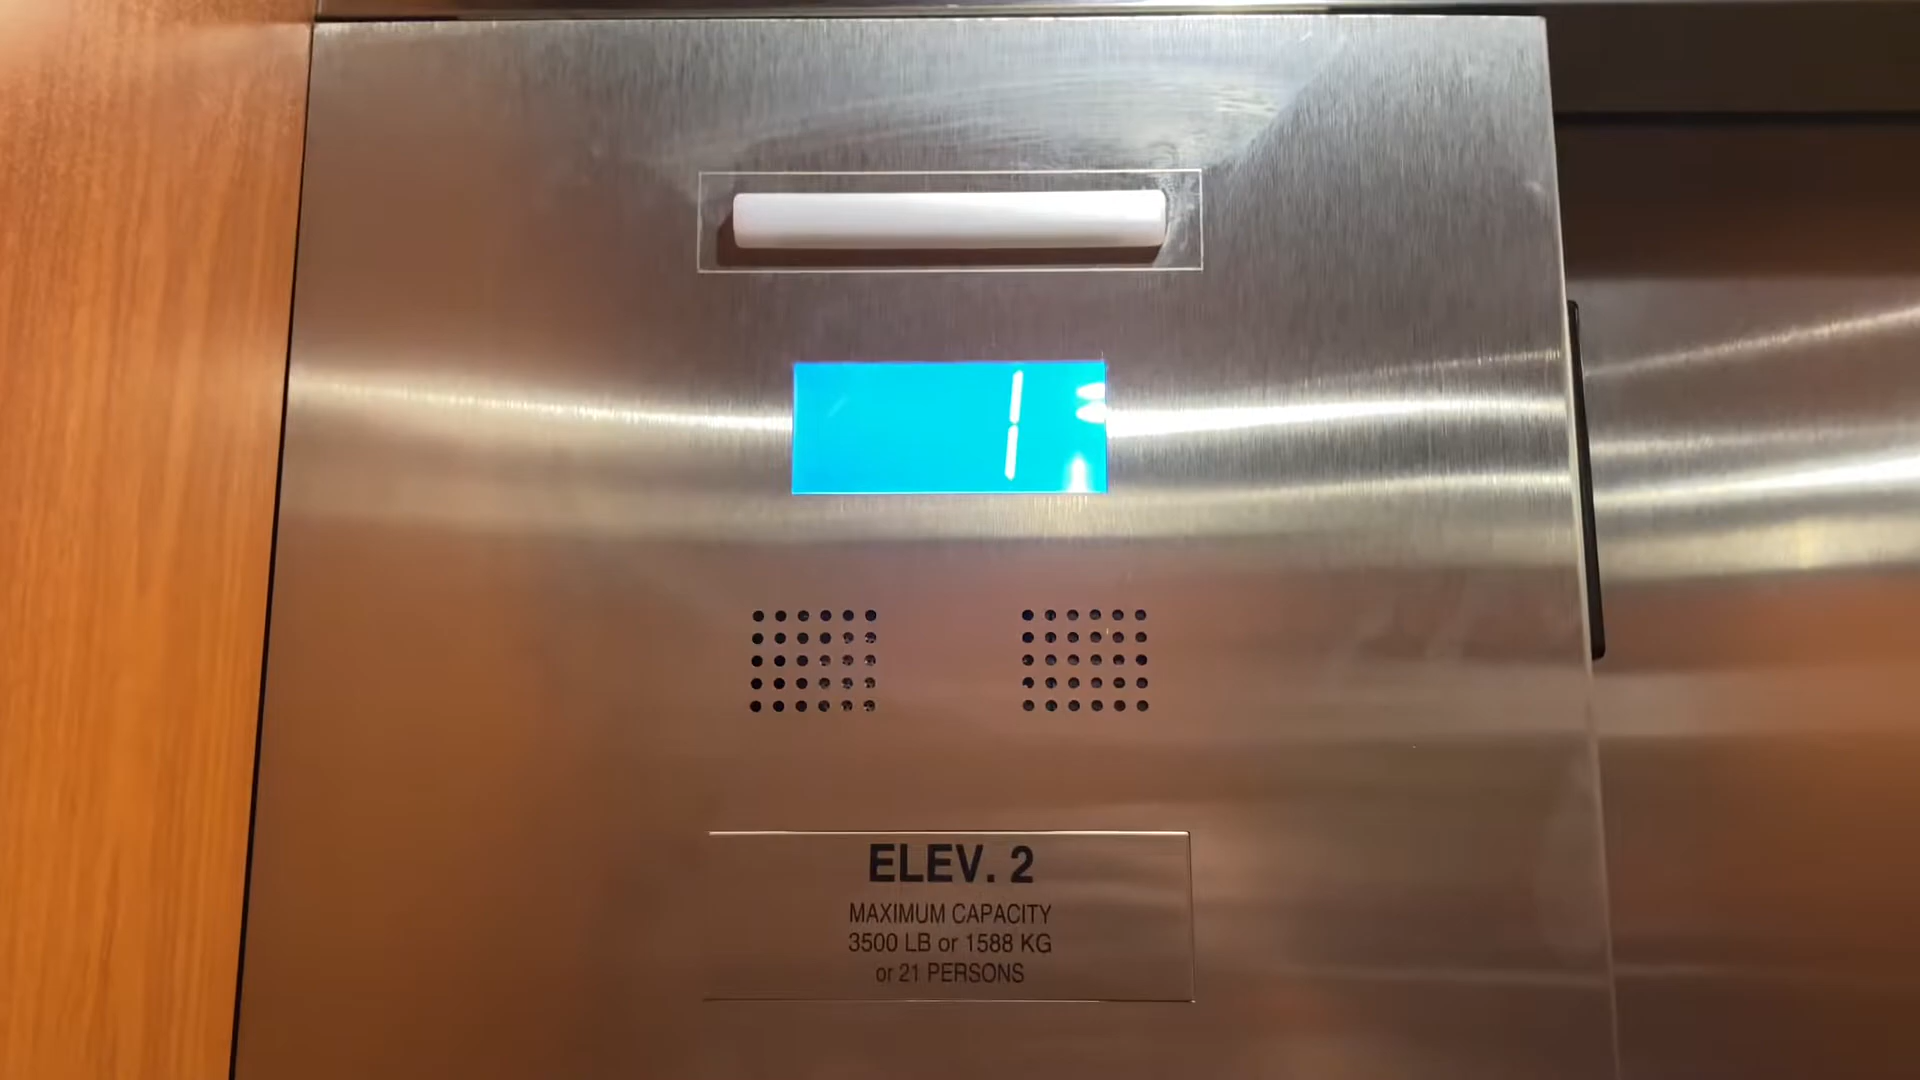 1
ELEV. 2
MAXIMUM CAPACITY
3500 LB or 1588 KG
or 21 PERSONS